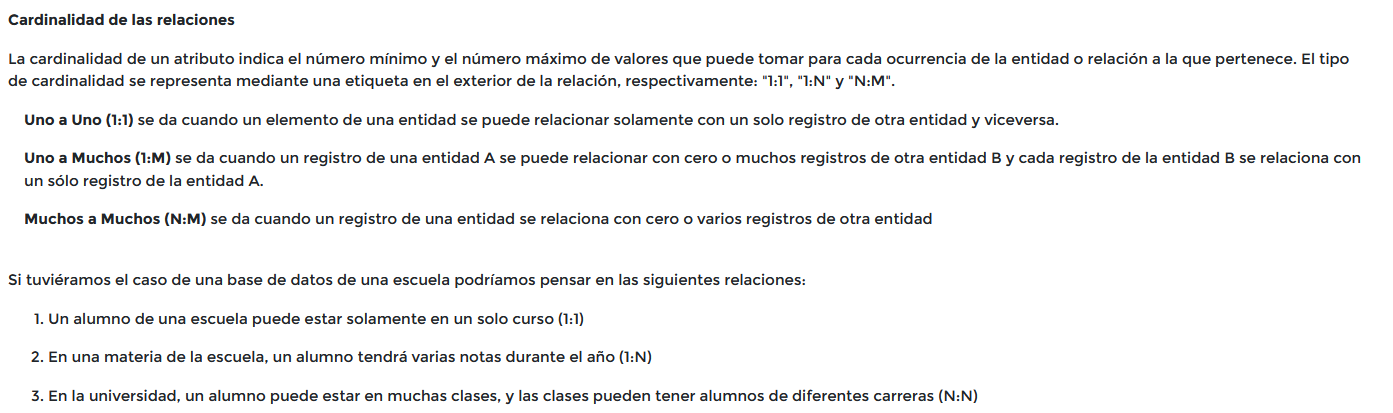 Cardinalidad de las relaciones
La cardinalidad de un atributo indica el número mínimo y el número máximo de valores que puede tomar para cada ocurrencia de la entidad o relación a la que pertenece. El tipo
de cardinalidad se representa mediante una etiqueta en el exterior de la relación, respectivamente: "1:1", "1:N" y "N:M".
Uno a Uno (1:1) se da cuando un elemento de una entidad se puede relacionar solamente con un solo registro de otra entidad y viceversa.
Uno a Muchos (1:M) se da cuando un registro de una entidad A se puede relacionar con cero o muchos registros de otra entidad B y cada registro de la entidad B se relaciona con
un sólo registro de la entidad A.
Muchos a Muchos (N:M) se da cuando un registro de una entidad se relaciona con cero o varios registros de otra entidad
Si tuviéramos el caso de una base de datos de una escuela podríamos pensar en las siguientes relaciones:
1. Un alumno de una escuela puede estar solamente en un solo curso (1:1)
2. En una materia de la escuela, un alumno tendrá varias notas durante el año (1:N)
3. En la universidad, un alumno puede estar en muchas clases, y las clases pueden tener alumnos de diferentes carreras (N:N)